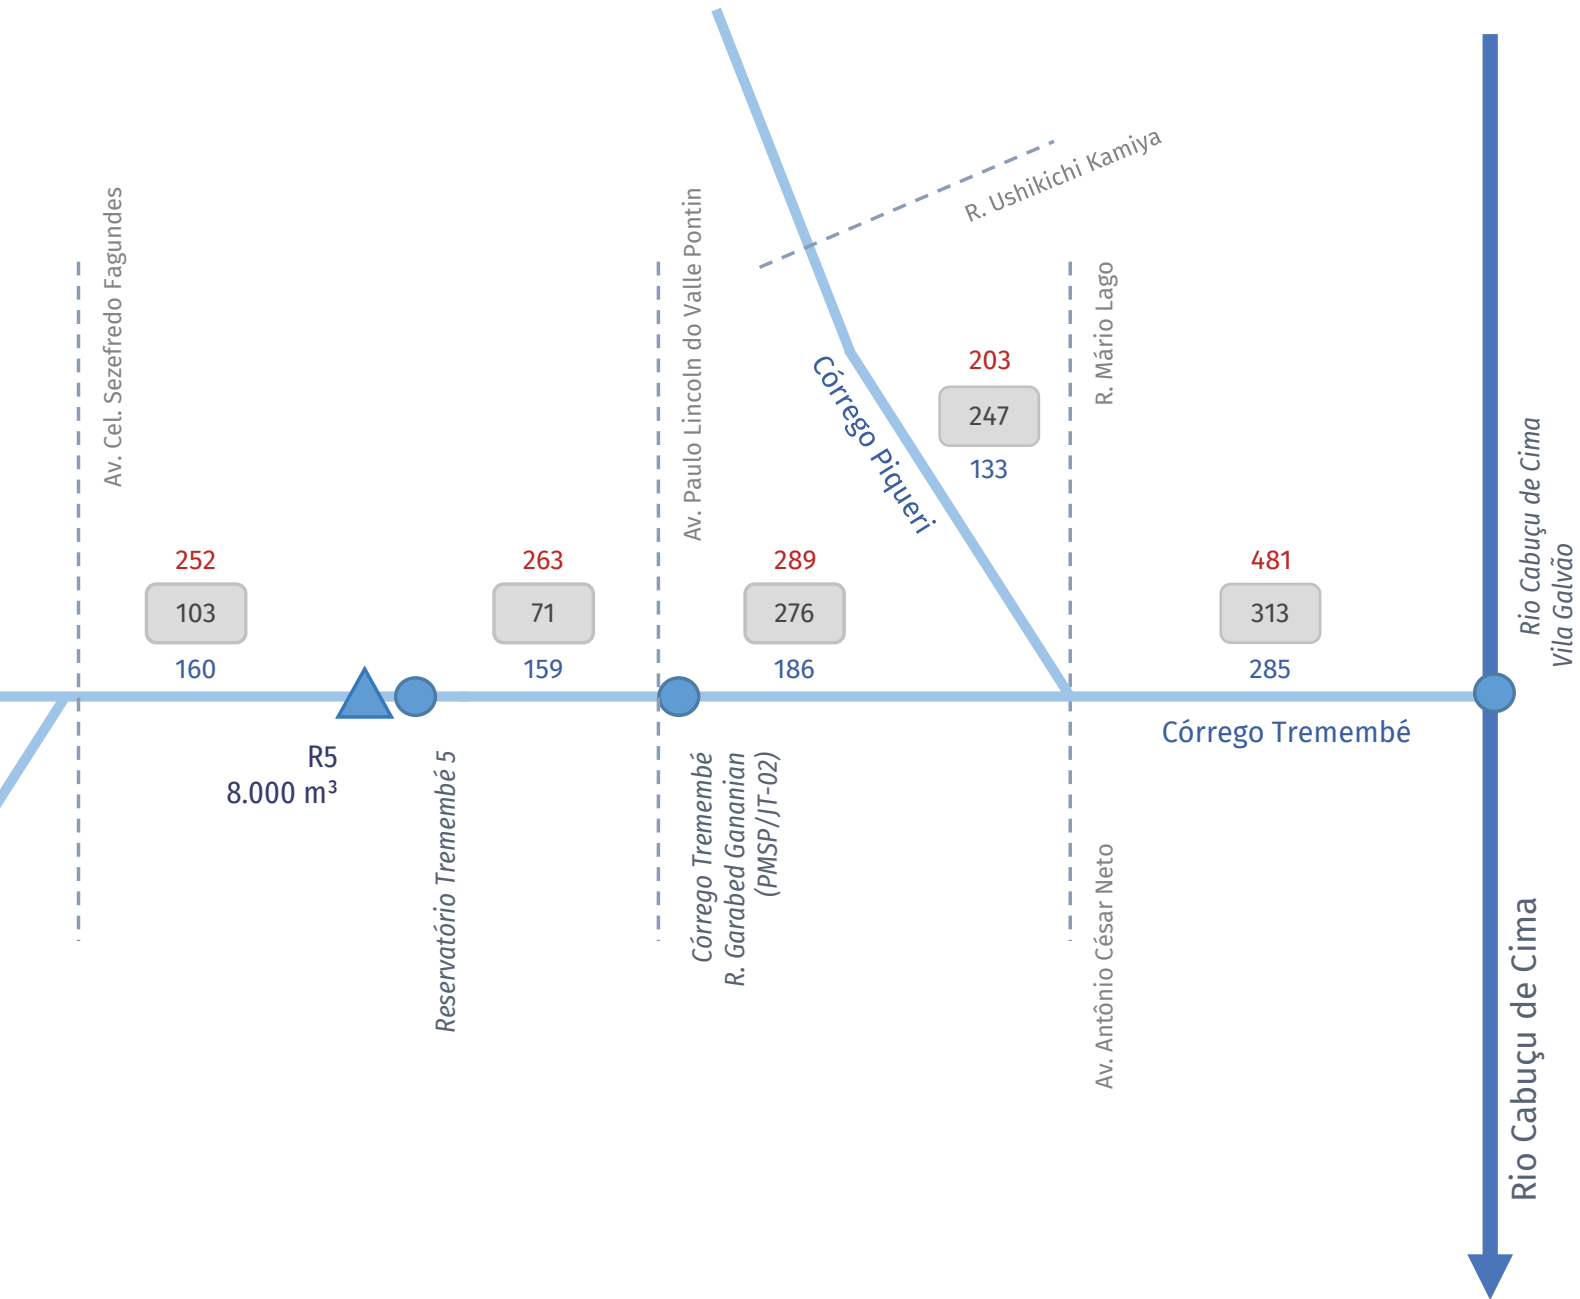 Av. Cel. Sezefredo Fagundes
Av. Paulo Lincoln do Valle Pontin
R. Ushikichi Kamiya
R. Mário Lago
Córrego Piqueri
203
247
133
252
103
160
263
71
159
289
276
186
481
313
285
Rio Cabuçu de Cima
Vila Galvão
Córrego Tremembé
R5
8.000 m³
Reservatório Tremembé 5
Córrego Tremembé
R. Garabed Gananian
(PMSP/JT-02)
Av. Antônio César Neto
Rio Cabuçu de Cima